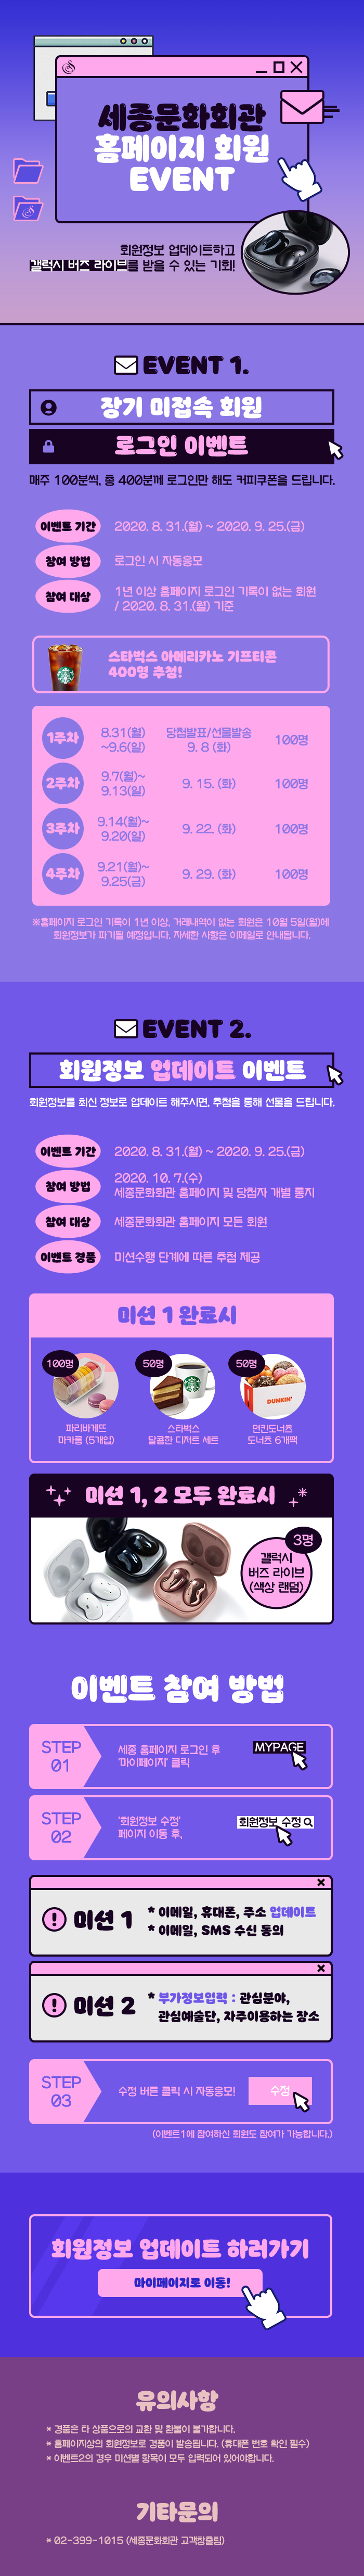 세종문화회관
홈페이지 회원
EVENT
회원정보 업데이트하고
갤럭시 버즈 라이브를 받을 수 있는 기회!
EVENT 1.
장기 미접속 회원
로그인 이벤트
매주 100분씩, 총 400분께 로그인만 해도 커피쿠폰을 드립니다.
이벤트 기간 2020. 8. 31.(월) ~ 2020. 9. 25.(금)
참여 방법 로그인 시 자동응모
참여 대상 1년 이상 홈페이지 로그인 기록이 없는 회원
/ 2020. 8. 31.(월) 기준
스타벅스 아메리카노 기프티콘
400명 추첨!
1주차 8.31(월) ~9.6(일) 당첨발표/선물발송 9. 8 (화) 100명
2주차 9.7(월)~ 9.13(일) 9. 15. (화) 100명
3주차 9.14(월)~ 9.20(일) 9. 22. (화) 100명
4주차 9.21(월)~ 9.25(금) 9. 29. (화) 100명
※홈페이지 로그인 기록이 1년 이상, 거래내역이 없는 회원은 10월 5일(월)에
회원정보가 파기될 예정입니다. 자세한 사항은 이메일로 안내됩니다.
EVENT 2.
회원정보 업데이트 이벤트
회원정보를 최신 정보로 업데이트 해주시면, 추첨을 통해 선물을 드립니다.
이벤트 기간 2020. 8. 31.(월) ~ 2020. 9. 25.(금)
참여 방법 2020. 10. 7.(수)
세종문화회관 홈페이지 및 당첨자 개별 통지
참여 대상 세종문화회관 홈페이지 모든 회원
이벤트 경품 미션수행 단계에 따른 추첨 제공
미션 1 완료시
100명 50명 50명
파리바게뜨 스타벅스 던킨도너츠
마카롱 (5개입) 달콤한 디저트 세트 도너츠 6개팩
DUNKIN'
미션 1, 2 모두 완료시
3명
갤럭시
버즈 라이브
(색상 랜덤)
이벤트 참여 방법
STEP 01
세종 홈페이지 로그인 후
'마이페이지' 클릭
MYPAGE
STEP 02
'회원정보 수정'
페이지 이동 후,
회원정보 수정
미션 1
* 이메일, 휴대폰, 주소 업데이트
* 이메일, SMS 수신 동의
미션 2
* 부가정보입력 : 관심분야,
관심예술단, 자주이용하는 장소
STEP 03
수정 버튼 클릭 시 자동응모!
수정
(이벤트1에 참여하신 회원도 참여가 가능합니다.)
회원정보 업데이트 하러가기
마이페이지로 이동!
유의사항
* 경품은 타 상품으로의 교환 및 환불이 불가합니다.
* 홈페이지상의 회원정보로 경품이 발송됩니다. (휴대폰 번호 확인 필수)
* 이벤트2의 경우 미션별 항목이 모두 입력되어 있어야합니다.
기타문의
* 02-399-1015 (세종문화회관 고객창출팀)